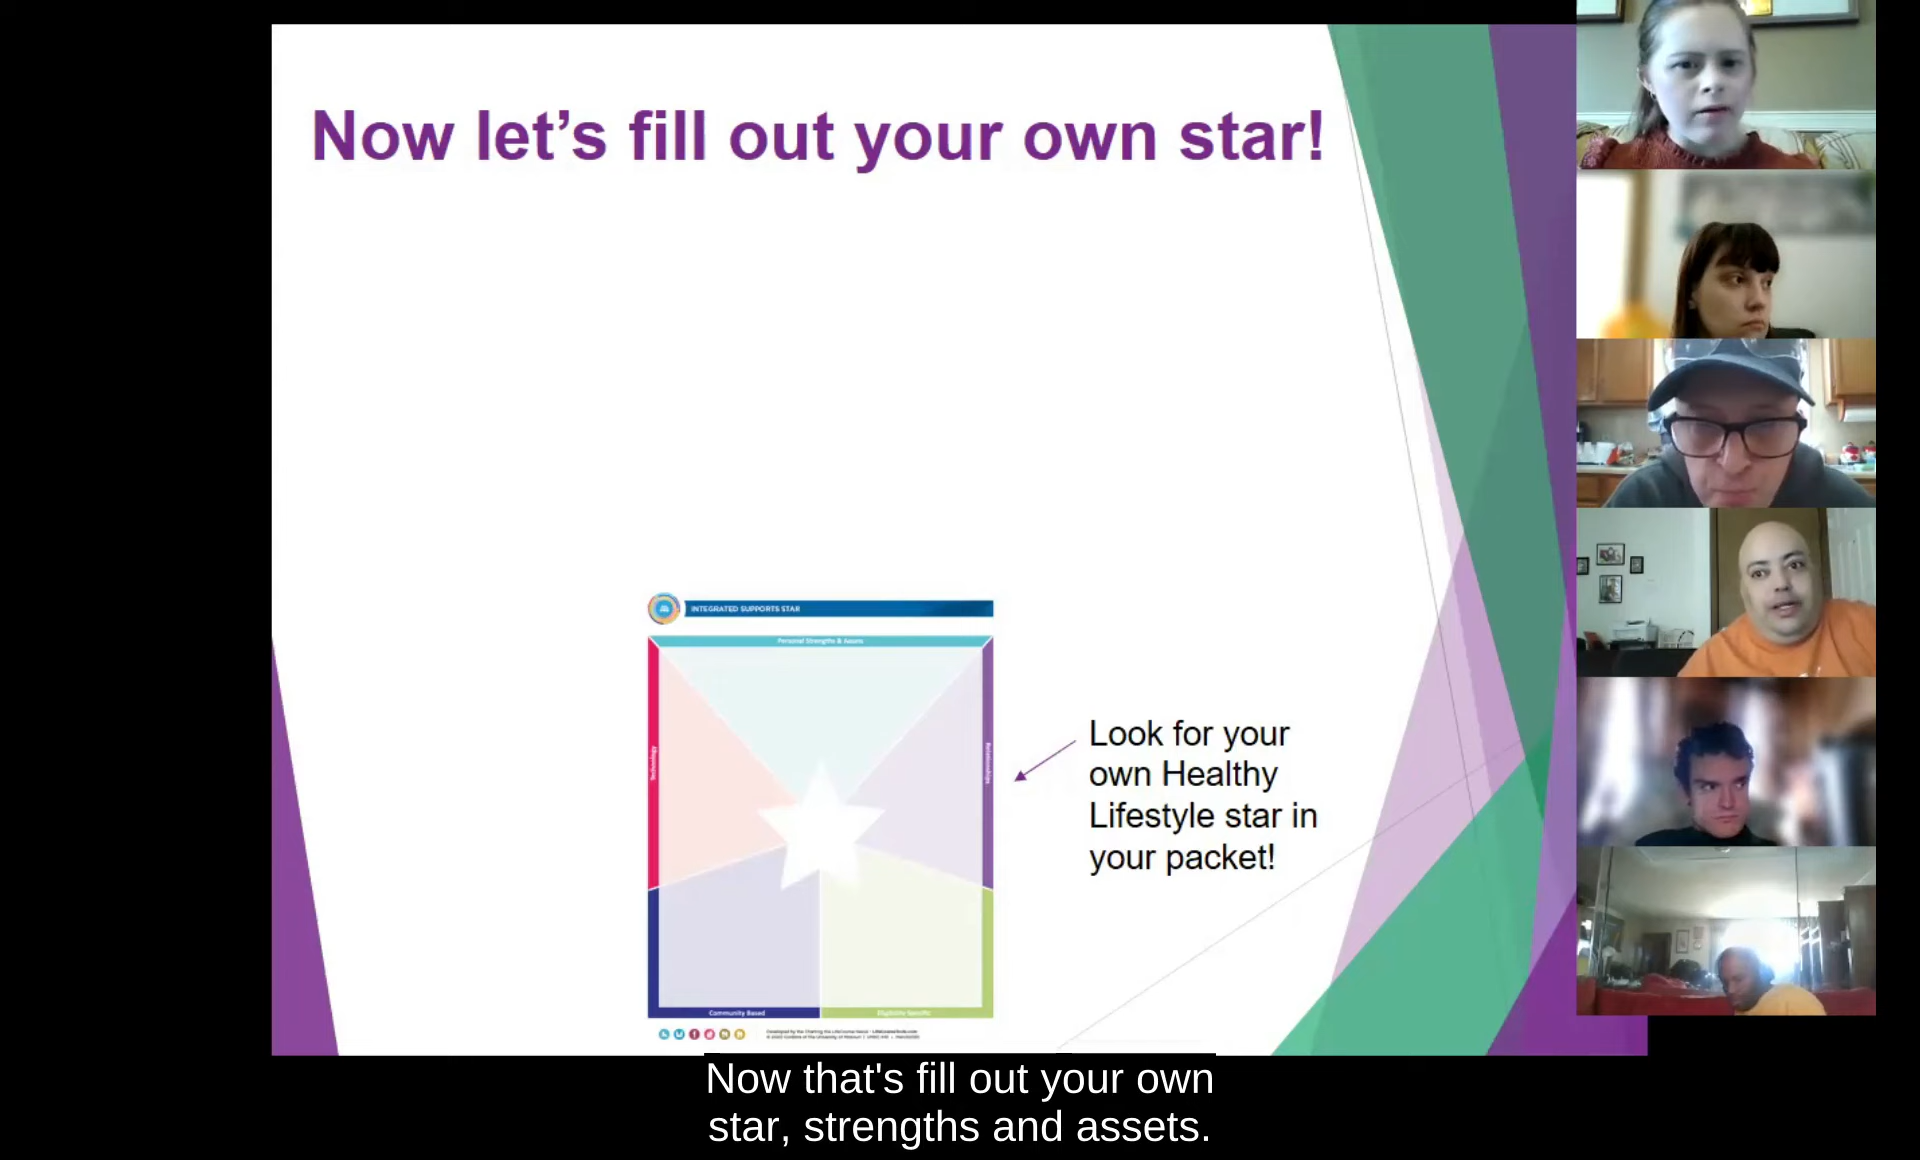 Now let’s fill out your own star!
INTEGRATED SUPPORTS STAR
Personal Strengths & Assets
Technology
Relationships
Look for your
own Healthy
Lifestyle star in
your packet!
Community Based
Eligibility Specific
Now that's fill out your own
star, strengths and assets.